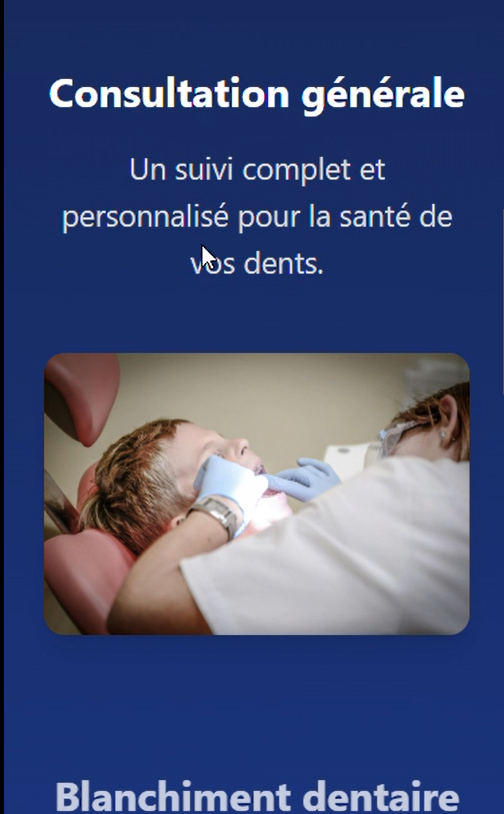 Consultation générale
Un suivi complet et
personnalisé pour la santé de
vos dents.
Blanchiment dentaire